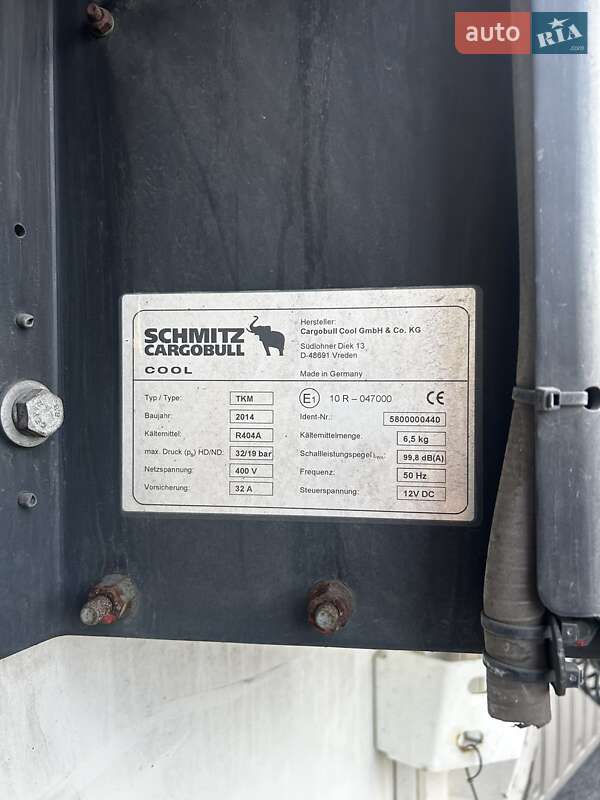 auto RIA .com
SCHMITZ
CARGOBULL
COOL
Hersteller:
Cargobull Cool GmbH & Co. KG
Südlohner Diek 13
D-48691 Vreden
Made in Germany
Typ / Type: TKM E1 10 R – 047000 CE
Baujahr: 2014 Ident-Nr.: 5800000440
Kältemittel: R404A Kältemittelmenge: 6,5 kg
max. Druck (ps) HD/ND: 32/19 bar Schallleistungspegel LWA: 99,8 dB(A)
Netzspannung: 400 V Frequenz: 50 Hz
Vorsicherung: 32 A Steuerspannung: 12V DC